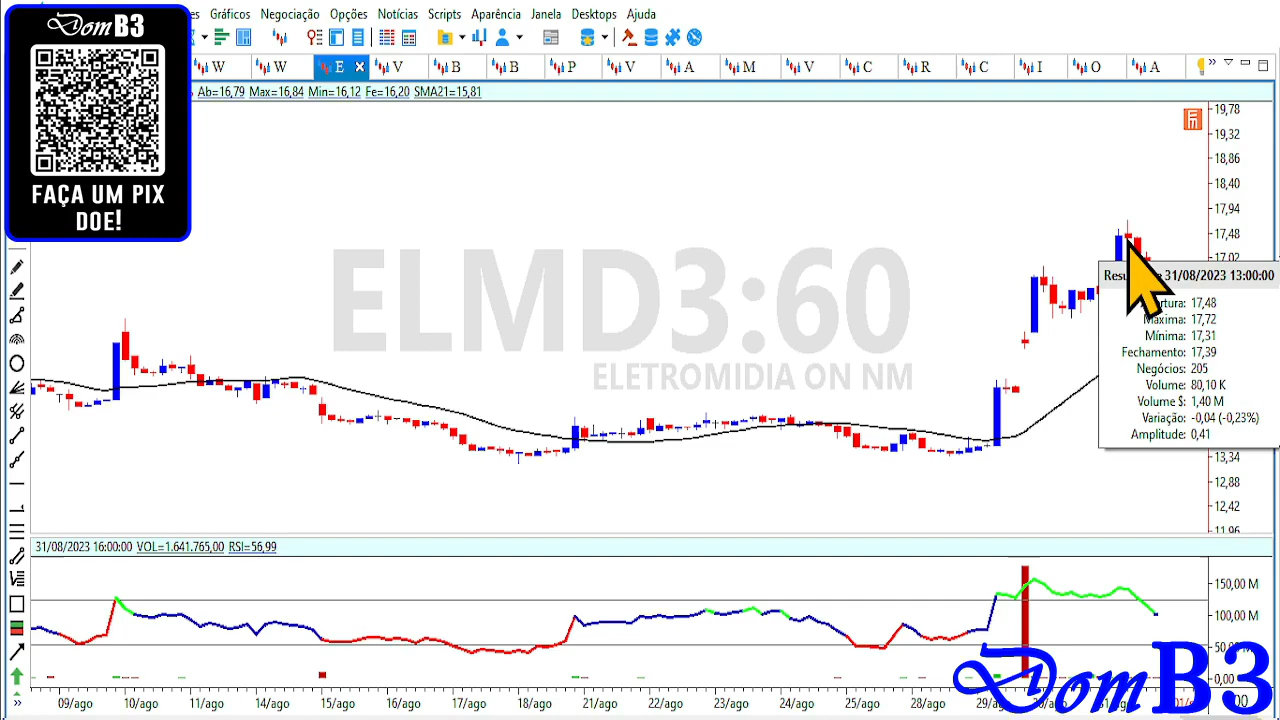 DomB3
FAÇA UM PIX
DOE!
Gráficos Negociação Opções Notícias Scripts Aparência Janela Desktops Ajuda
W W E V B B P V A M V C R C I O A
Ab=16,79 Max=16,84 Min=16,12 Fe=16,20 SMA21=15,81
ELMD3:60
ELETROMIDIA ON NM
19,78
19,32
18,86
18,40
17,94
17,48
17,02
31/08/2023 13:00:00
17,48
Máxima: 17,72
Mínima: 17,31
Fechamento: 17,39
Negócios: 205
Volume: 80,10 K
Volume $: 1,40 M
Variação: -0,04 (-0,23%)
Amplitude: 0,41
13,34
12,88
12,42
11,96
31/08/2023 16:00:00 VOL=1.641.765,00 RSI=56,99
150,00 M
100,00 M
09/ago 10/ago 11/ago 14/ago 15/ago 16/ago 17/ago 18/ago 21/ago 22/ago 23/ago 24/ago 25/ago 28/ago
DomB3